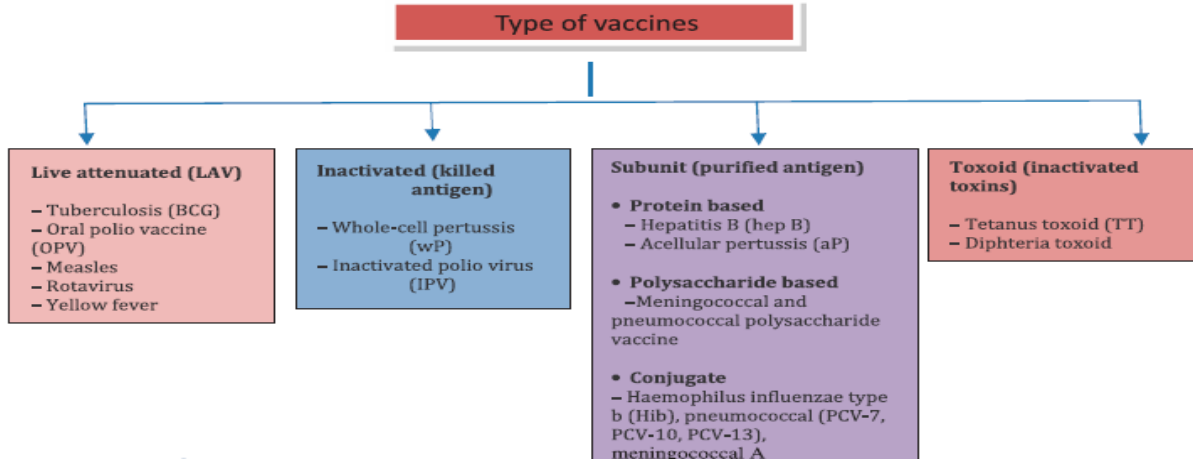 Type of vaccines
Live attenuated (LAV)
– Tuberculosis (BCG)
– Oral polio vaccine
(OPV)
– Measles
– Rotavirus
– Yellow fever
Inactivated (killed
antigen)
– Whole-cell pertussis
(wP)
– Inactivated polio virus
(IPV)
Subunit (purified antigen)
• Protein based
– Hepatitis B (hep B)
– Acellular pertussis (aP)
• Polysaccharide based
–Meningococcal and
pneumococcal polysaccharide
vaccine
• Conjugate
– Haemophilus influenzae type
b (Hib), pneumococcal (PCV-7,
PCV-10, PCV-13),
meningococcal A
Toxoid (inactivated
toxins)
– Tetanus toxoid (TT)
– Diphteria toxoid